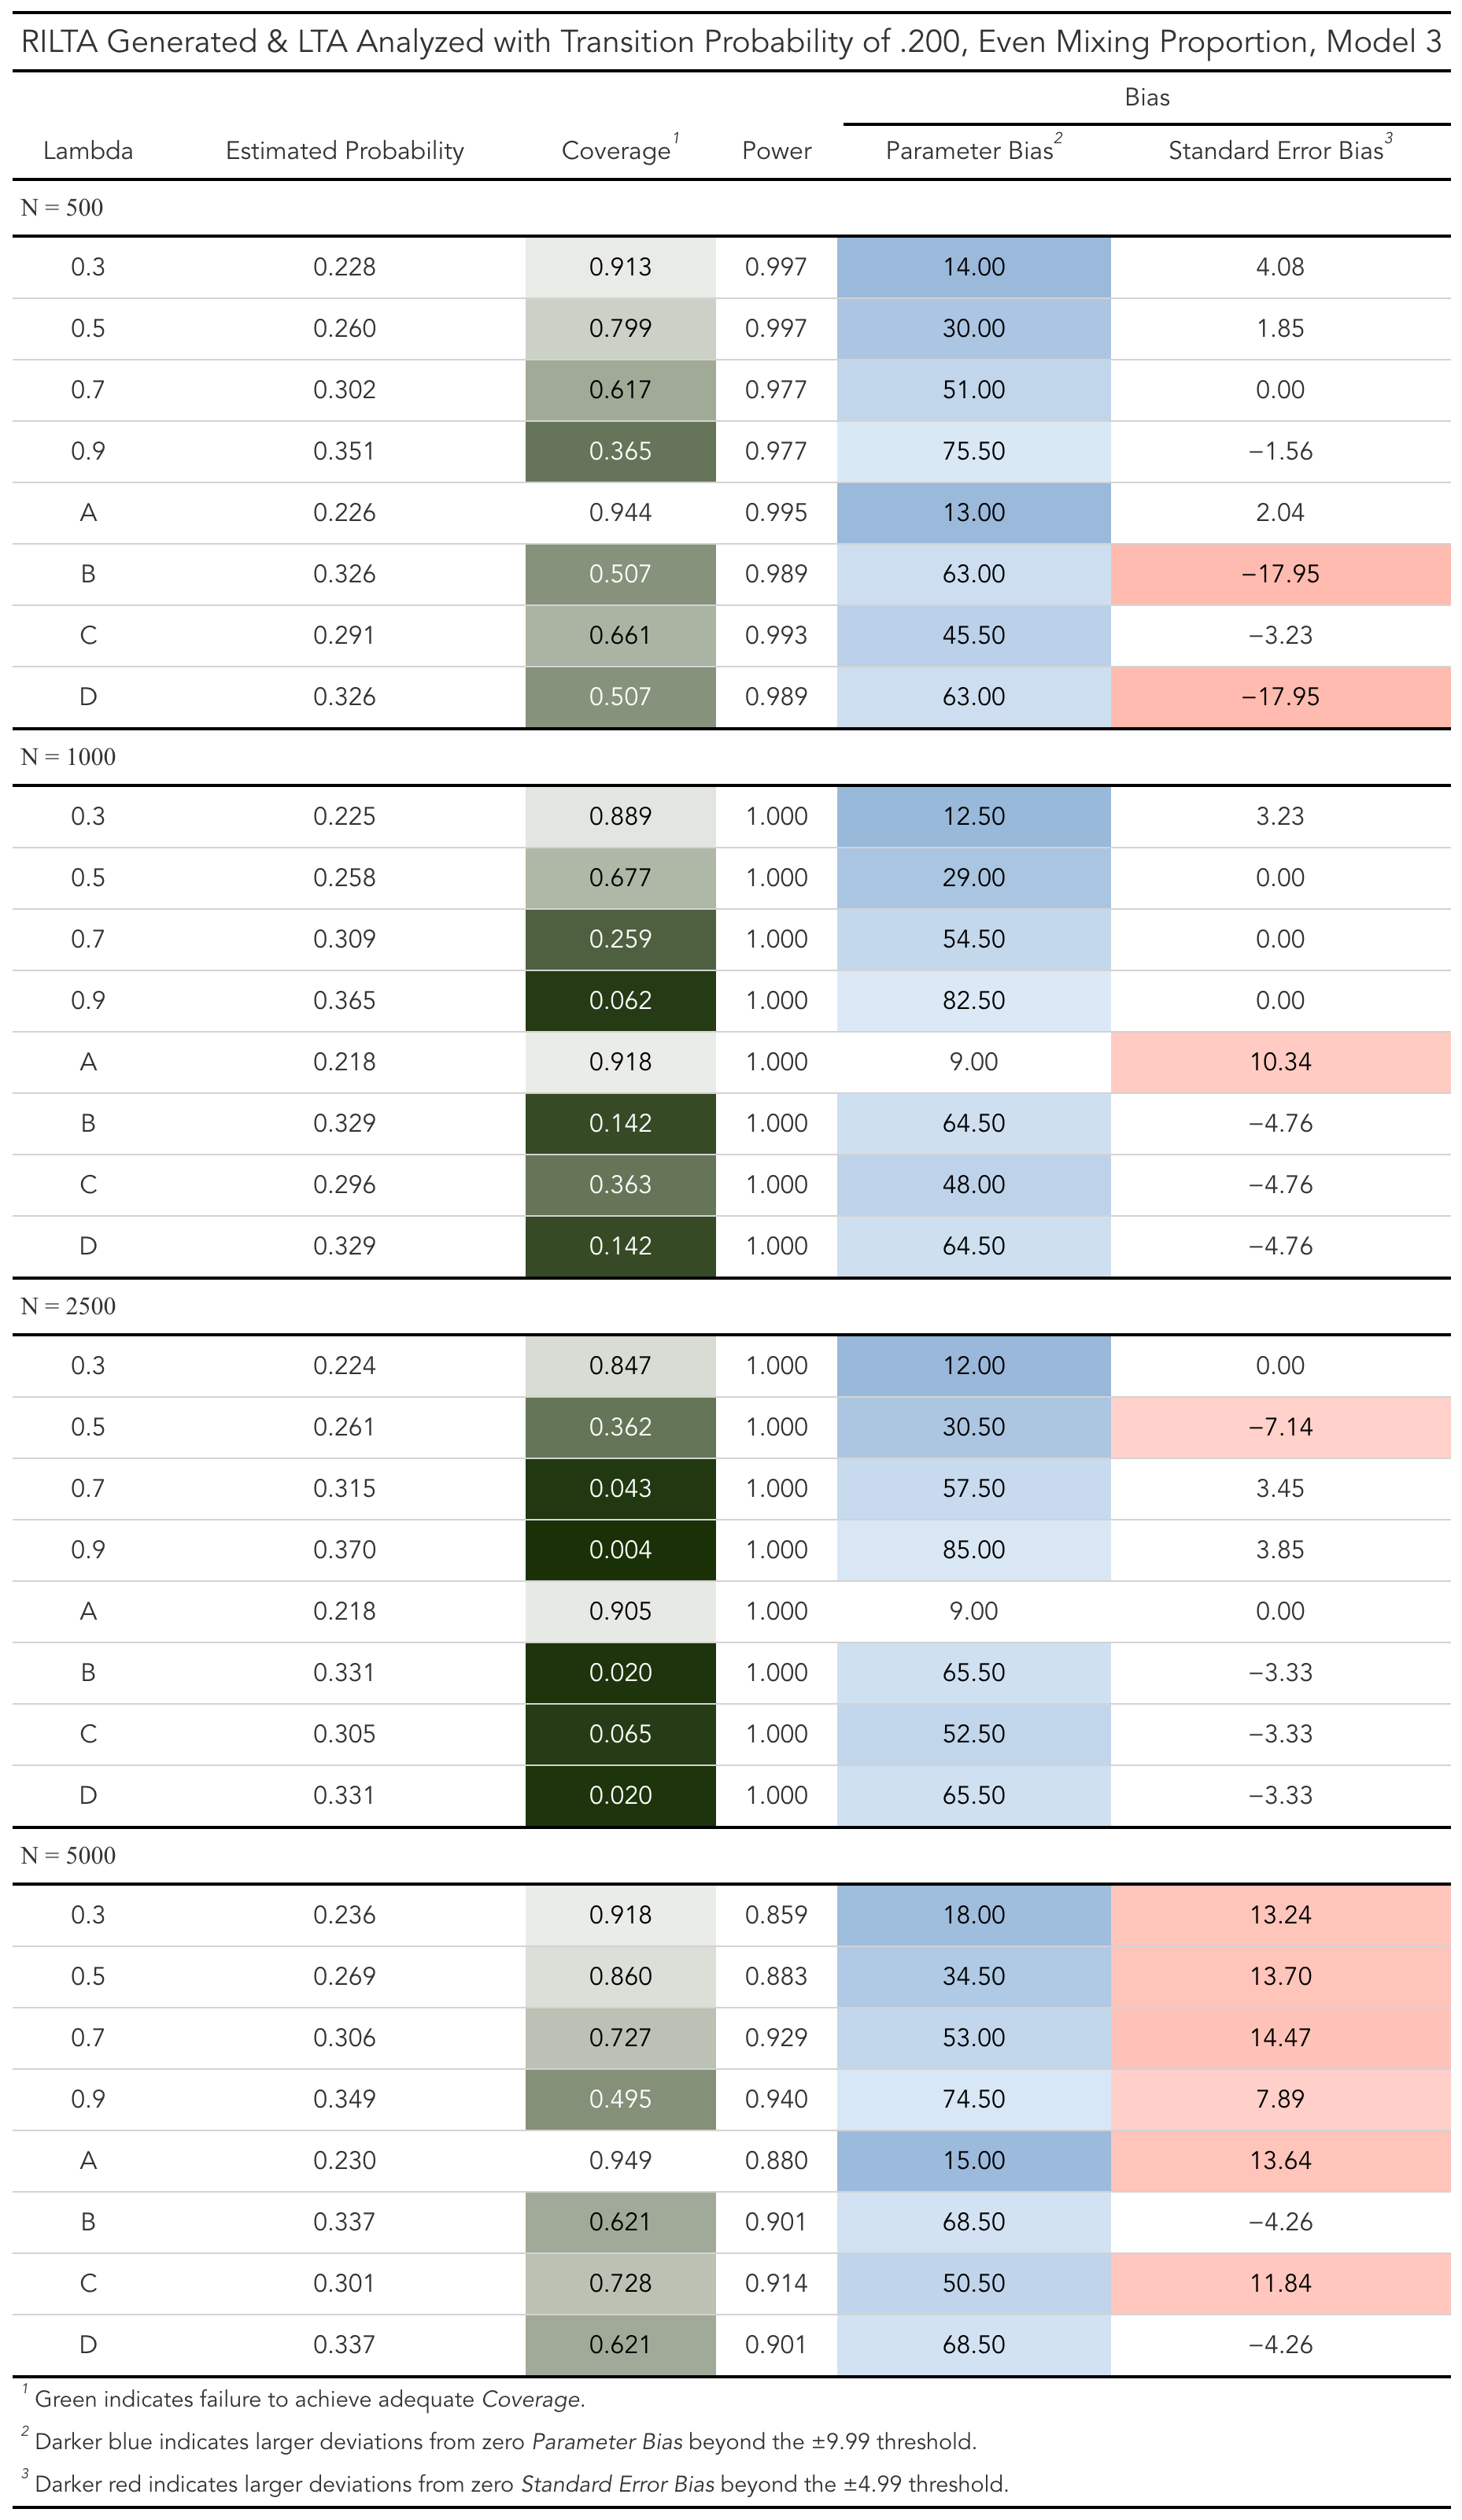 RILTA Generated & LTA Analyzed with Transition Probability of .200, Even Mixing Proportion, Model 3
Bias
Lambda Estimated Probability Coverage1 Power Parameter Bias2 Standard Error Bias3
N = 500
0.3 0.228 0.913 0.997 14.00 4.08
0.5 0.260 0.799 0.997 30.00 1.85
0.7 0.302 0.617 0.977 51.00 0.00
0.9 0.351 0.365 0.977 75.50 −1.56
A 0.226 0.944 0.995 13.00 2.04
B 0.326 0.507 0.989 63.00 −17.95
C 0.291 0.661 0.993 45.50 −3.23
D 0.326 0.507 0.989 63.00 −17.95
N = 1000
0.3 0.225 0.889 1.000 12.50 3.23
0.5 0.258 0.677 1.000 29.00 0.00
0.7 0.309 0.259 1.000 54.50 0.00
0.9 0.365 0.062 1.000 82.50 0.00
A 0.218 0.918 1.000 9.00 10.34
B 0.329 0.142 1.000 64.50 −4.76
C 0.296 0.363 1.000 48.00 −4.76
D 0.329 0.142 1.000 64.50 −4.76
N = 2500
0.3 0.224 0.847 1.000 12.00 0.00
0.5 0.261 0.362 1.000 30.50 −7.14
0.7 0.315 0.043 1.000 57.50 3.45
0.9 0.370 0.004 1.000 85.00 3.85
A 0.218 0.905 1.000 9.00 0.00
B 0.331 0.020 1.000 65.50 −3.33
C 0.305 0.065 1.000 52.50 −3.33
D 0.331 0.020 1.000 65.50 −3.33
N = 5000
0.3 0.236 0.918 0.859 18.00 13.24
0.5 0.269 0.860 0.883 34.50 13.70
0.7 0.306 0.727 0.929 53.00 14.47
0.9 0.349 0.495 0.940 74.50 7.89
A 0.230 0.949 0.880 15.00 13.64
B 0.337 0.621 0.901 68.50 −4.26
C 0.301 0.728 0.914 50.50 11.84
D 0.337 0.621 0.901 68.50 −4.26
1 Green indicates failure to achieve adequate Coverage.
2 Darker blue indicates larger deviations from zero Parameter Bias beyond the ±9.99 threshold.
3 Darker red indicates larger deviations from zero Standard Error Bias beyond the ±4.99 threshold.